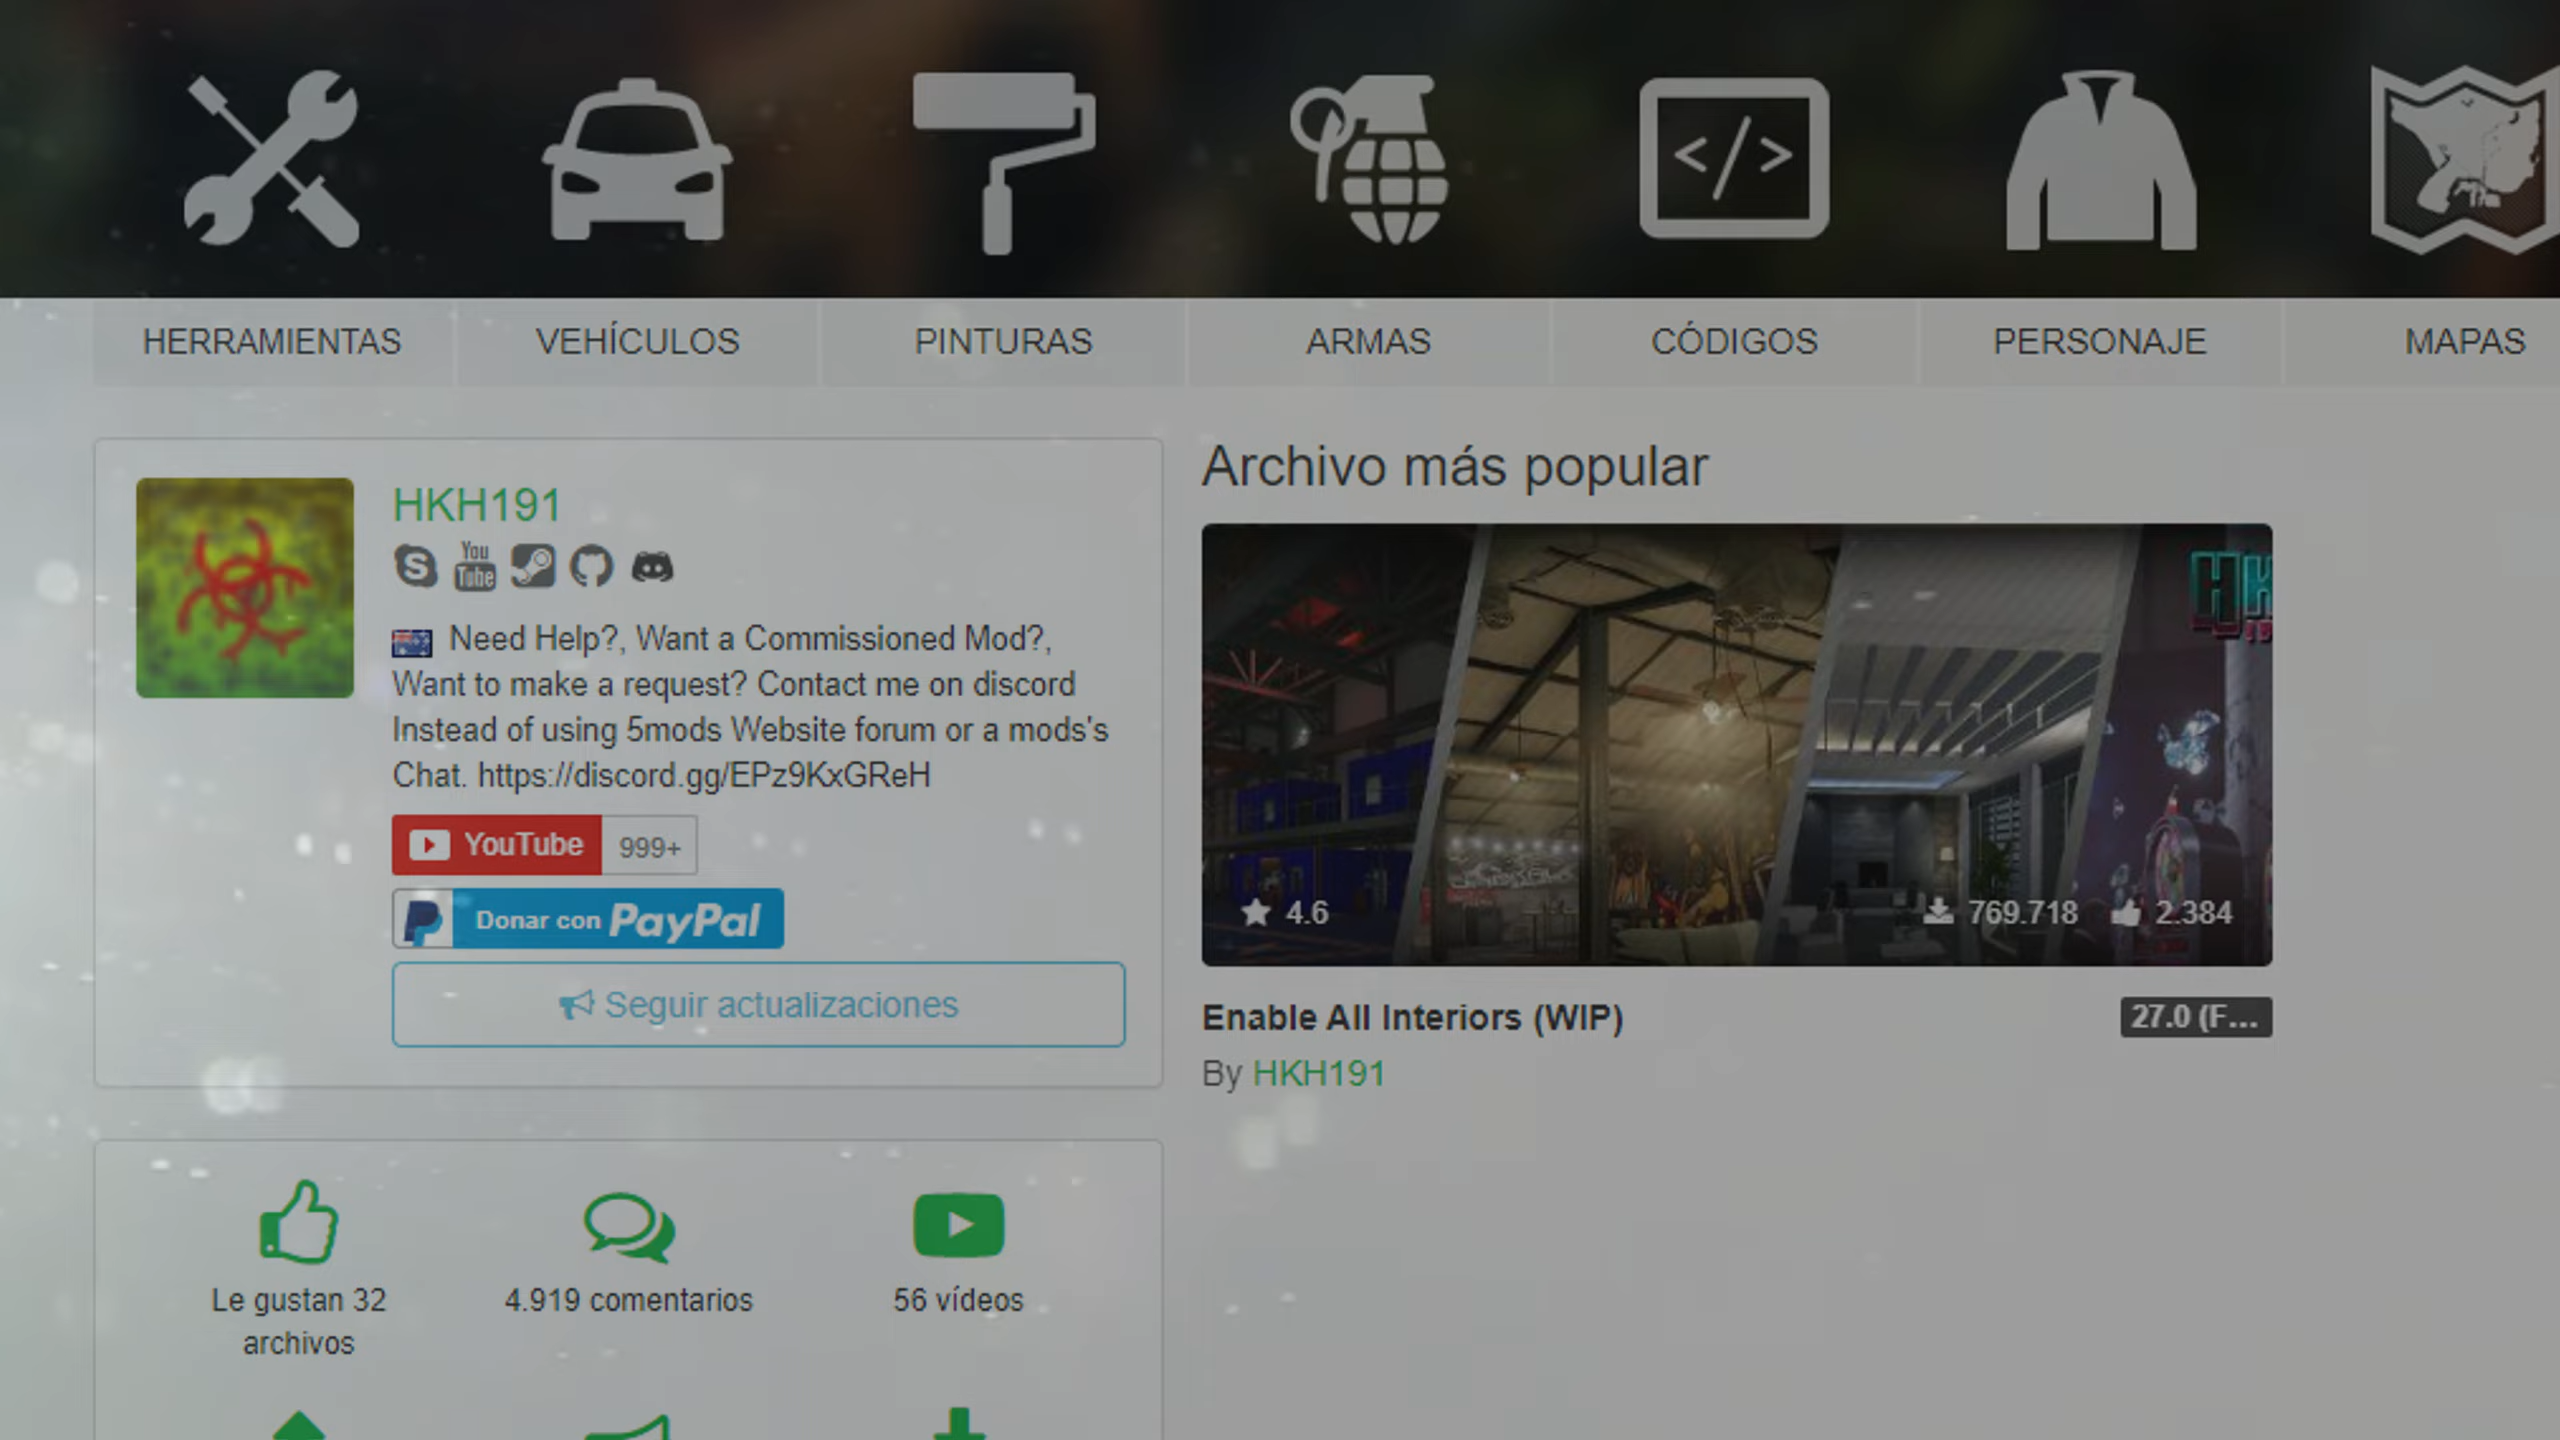 HERRAMIENTAS
VEHÍCULOS
PINTURAS
ARMAS
CÓDIGOS
PERSONAJE
MAPAS
HKH191
You
Tube
Need Help?, Want a Commissioned Mod?,
Want to make a request? Contact me on discord
Instead of using 5mods Website forum or a mods's
Chat. https://discord.gg/EPz9KxGReH
YouTube 999+
Donar con PayPal
Seguir actualizaciones
Le gustan 32
archivos
4.919 comentarios
56 vídeos
Archivo más popular
4.6
769.718
2.384
Enable All Interiors (WIP)
27.0 (F...
By HKH191